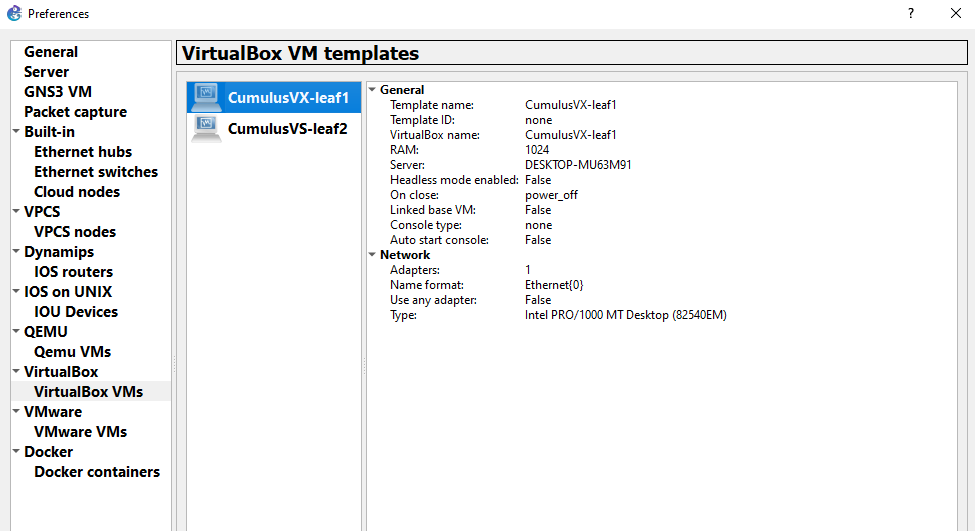 Preferences
?
General
Server
GNS3 VM
Packet capture
Built-in
Ethernet hubs
Ethernet switches
Cloud nodes
VPCS
VPCS nodes
Dynamips
IOS routers
IOS on UNIX
IOU Devices
QEMU
Qemu VMs
VirtualBox
VirtualBox VMs
VMware
VMware VMs
Docker
Docker containers
VirtualBox VM templates
CumulusVX-leaf1
CumulusVS-leaf2
General
Template name: CumulusVX-leaf1
Template ID: none
VirtualBox name: CumulusVX-leaf1
RAM: 1024
Server: DESKTOP-MU63M91
Headless mode enabled: False
On close: power_off
Linked base VM: False
Console type: none
Auto start console: False
Network
Adapters: 1
Name format: Ethernet{0}
Use any adapter: False
Type: Intel PRO/1000 MT Desktop (82540EM)